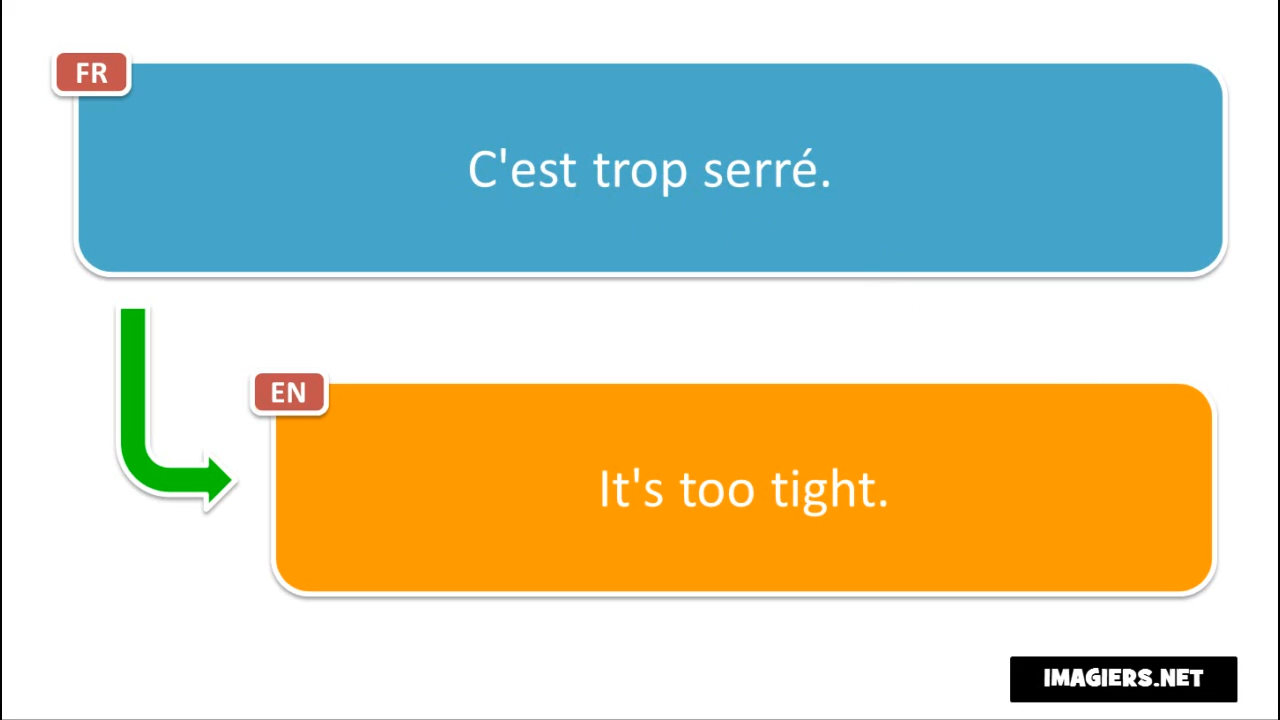 FR
C'est trop serré.
EN
It's too tight.
IMAGIERS.NET